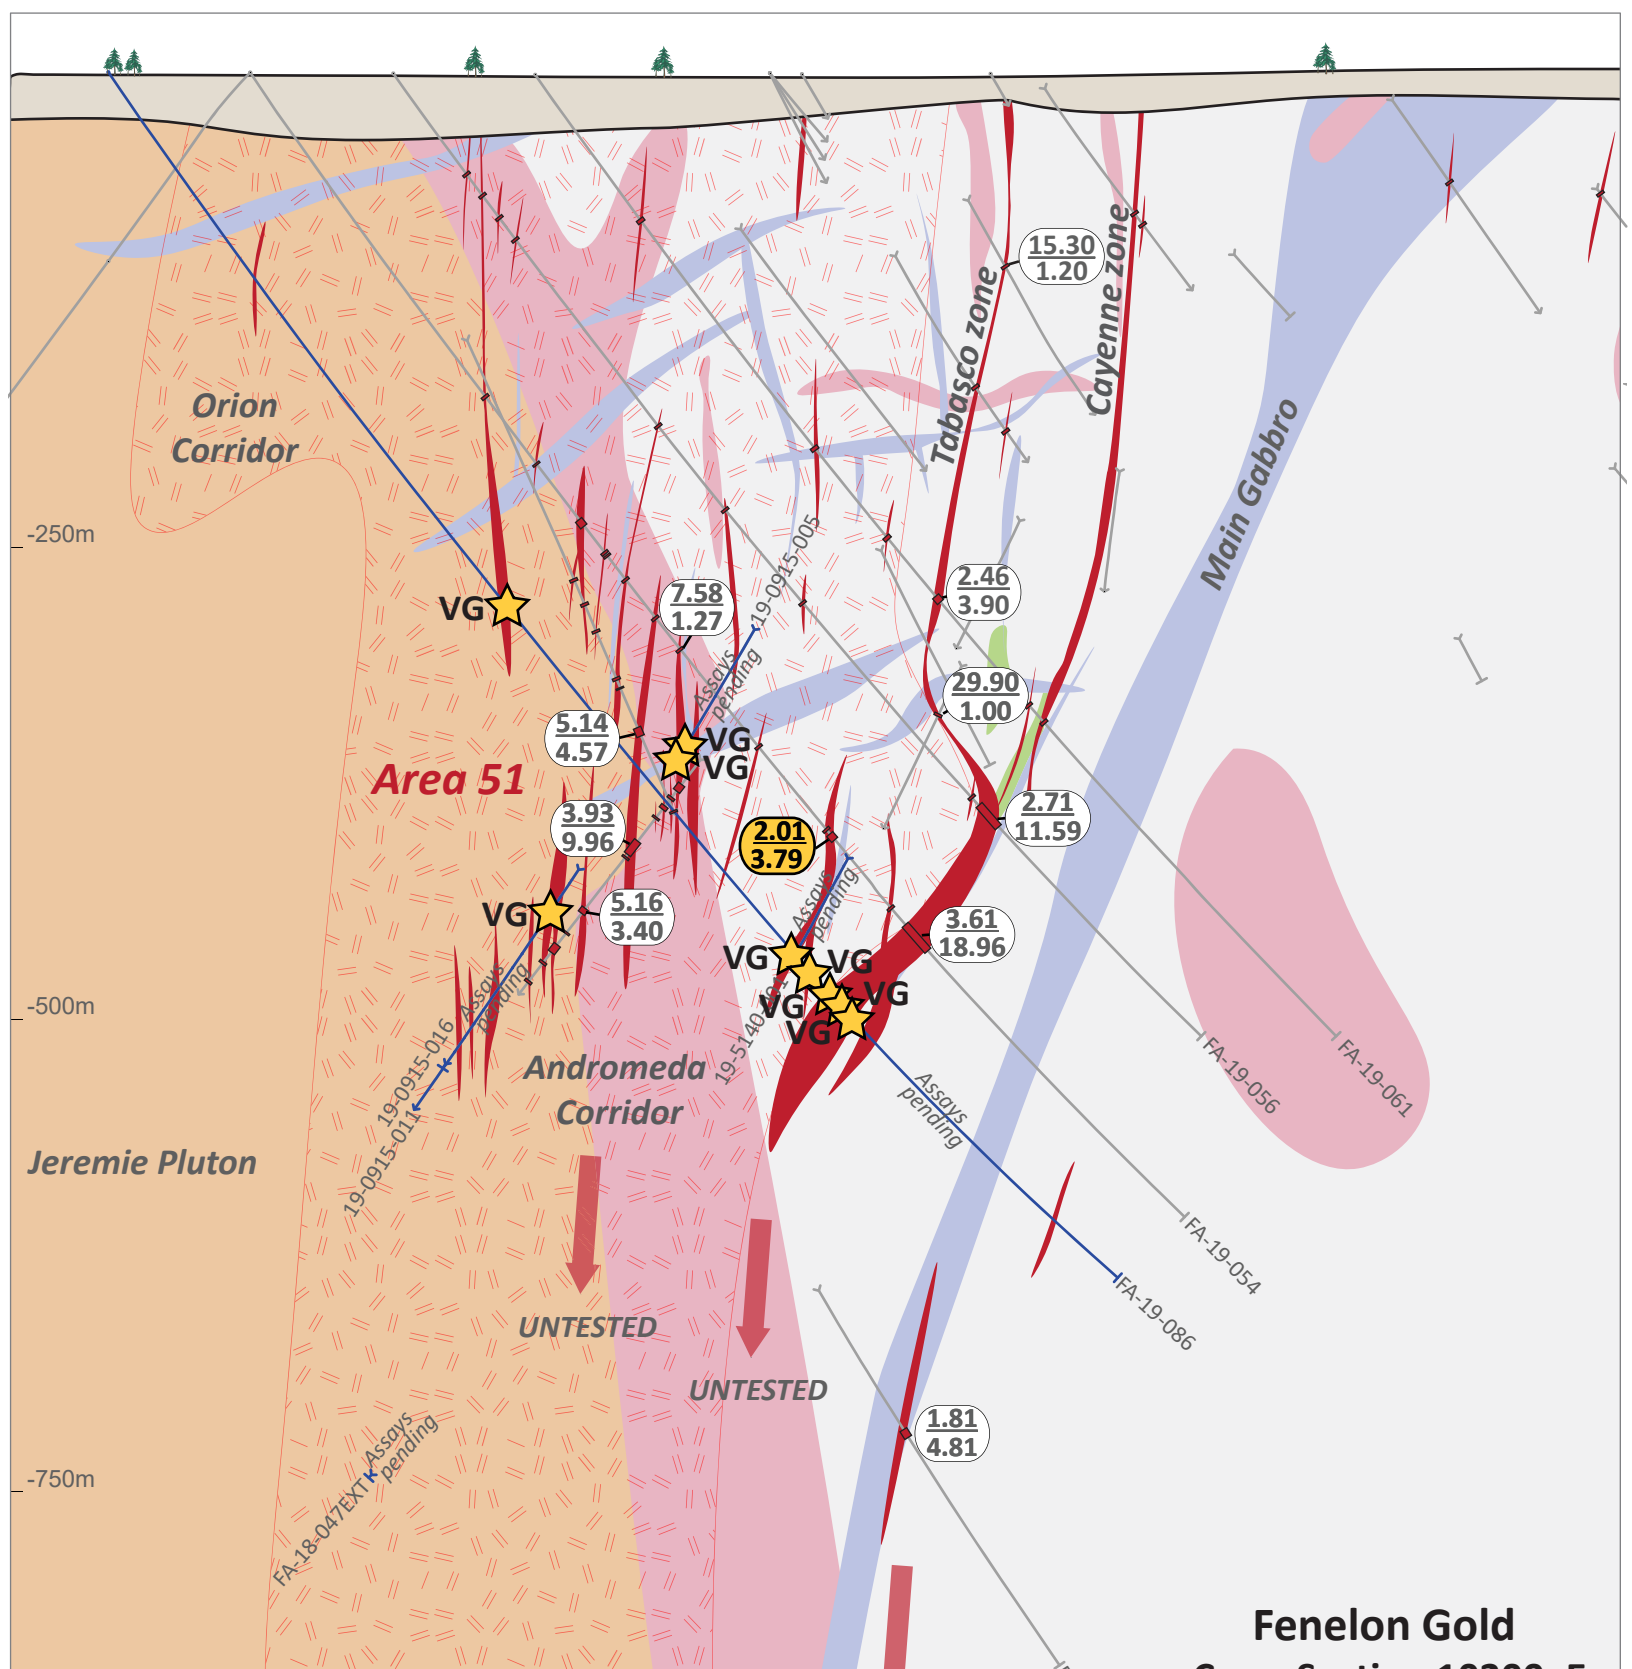 15.30
1.20
Tabasco zone
Cayenne zone
Orion
Corridor
Main Gabbro
-250m
19-0915-005
2.46
3.90
7.58
1.27
VG
Assays
pending
29.90
1.00
5.14
4.57
VG
VG
Area 51
3.93
9.96
2.01
3.79
2.71
11.59
Assays
pending
5.16
3.40
VG
3.61
18.96
VG
VG
VG
VG
VG
-500m
Assays
pending
19-0915-016
19-0915-011
Andromeda
Corridor
Assays
pending
FA-19-056
FA-19-061
Jeremie Pluton
FA-19-054
FA-19-086
UNTESTED
UNTESTED
1.81
4.81
-750m
Assays
pending
FA-18-047EXT
Fenelon Gold